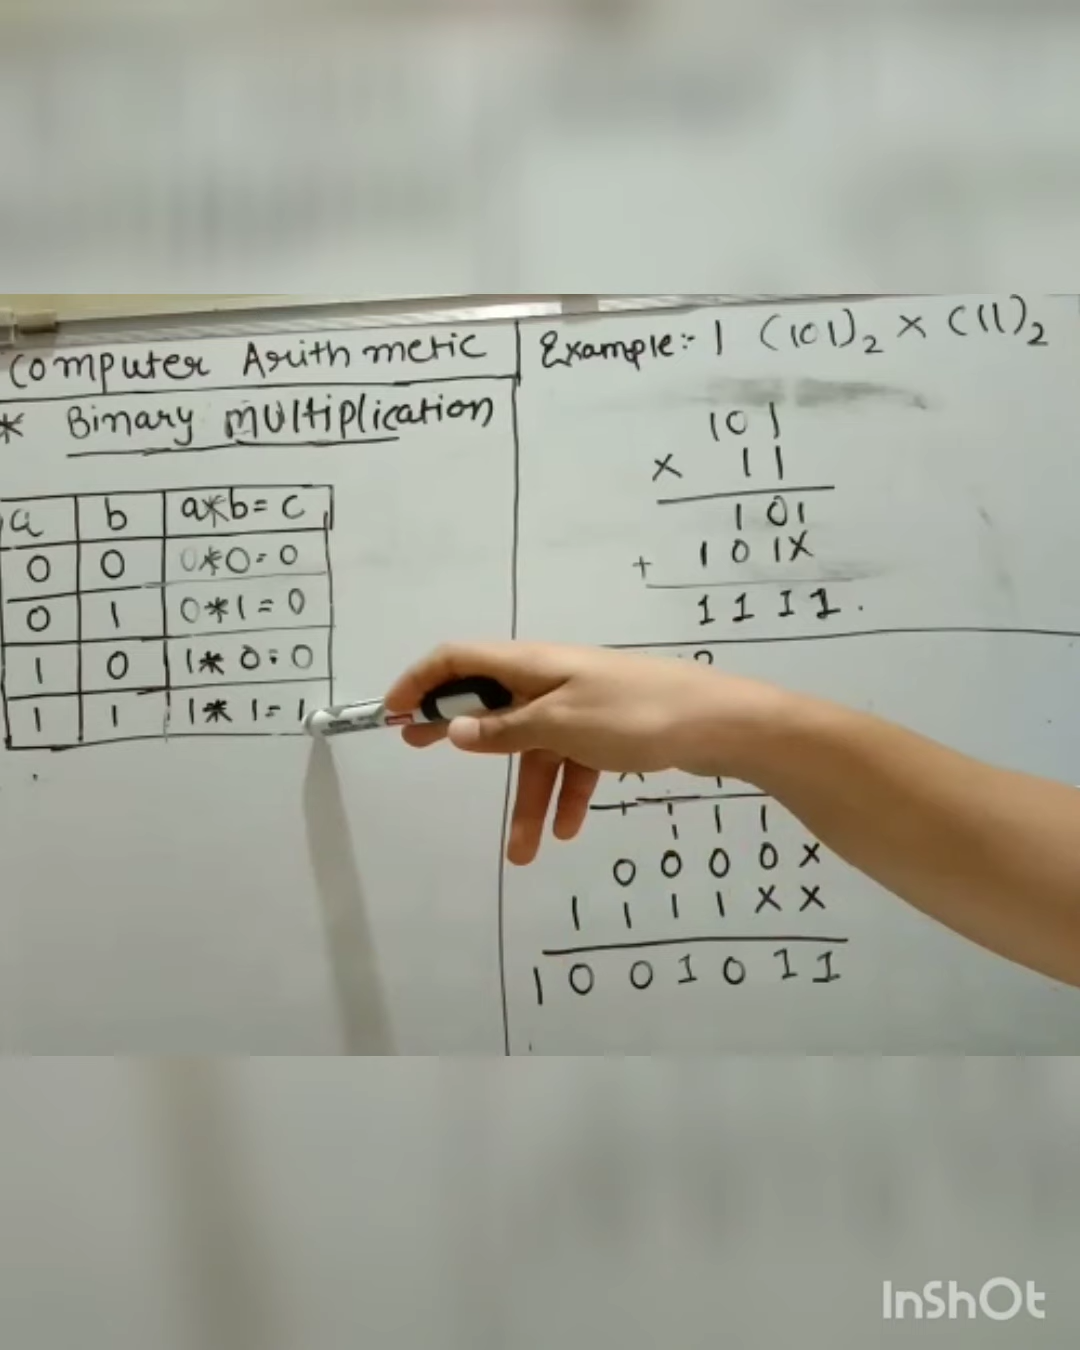 Computer Arithmetic
* Binary multiplication
a b a*b= c
0 0 0*0=0
0 1 0*1=0
1 0 1*0=0
1 1 1*1=1
Example:- 1 (101)2 × (11)2
101
× 11
101
+ 101×
1111.
1 1 1 1
0 0 0 0 ×
1 1 1 1 × ×
1 0 0 1 0 1 1
InShOt